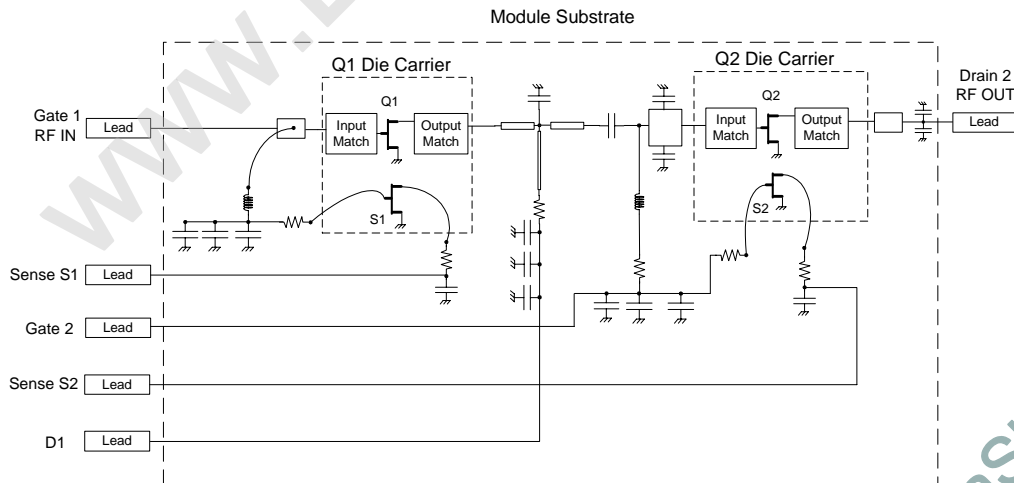 Module Substrate
Q1 Die Carrier
Q2 Die Carrier
Drain 2
RF OUT
Lead
Gate 1
RF IN
Lead
Q1
Input
Match
Output
Match
Q2
Input
Match
Output
Match
S1
S2
Sense S1
Lead
Gate 2
Lead
Sense S2
Lead
D1
Lead
www.